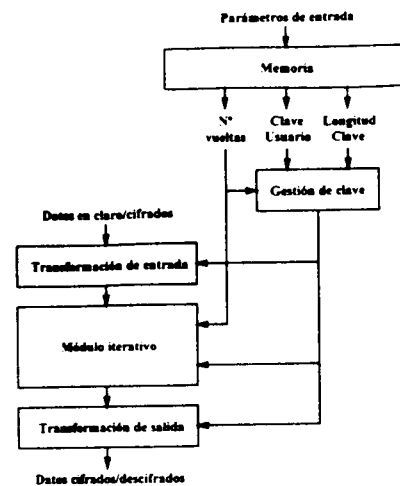 Parámetros de entrada
Memoria
Nº vueltas
Clave Usuario
Longitud Clave
Gestión de clave
Datos en claro/cifrados
Transformación de entrada
Módulo iterativo
Transformación de salida
Datos cifrados/descifrados